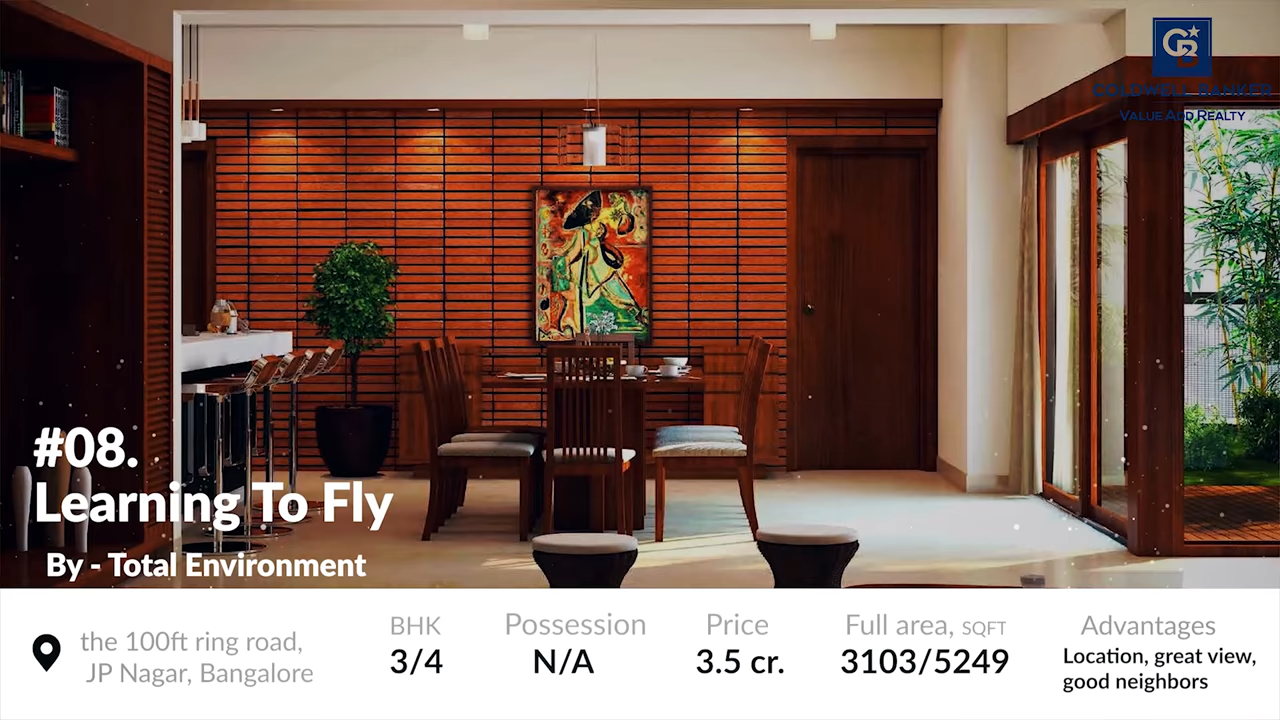 CB
COLDWELL BANKER
VALUE ADD REALTY
#08.
Learning To Fly
By - Total Environment
the 100ft ring road,
JP Nagar, Bangalore
BHK
3/4
Possession
N/A
Price
3.5 cr.
Full area, SQFT
3103/5249
Advantages
Location, great view,
good neighbors